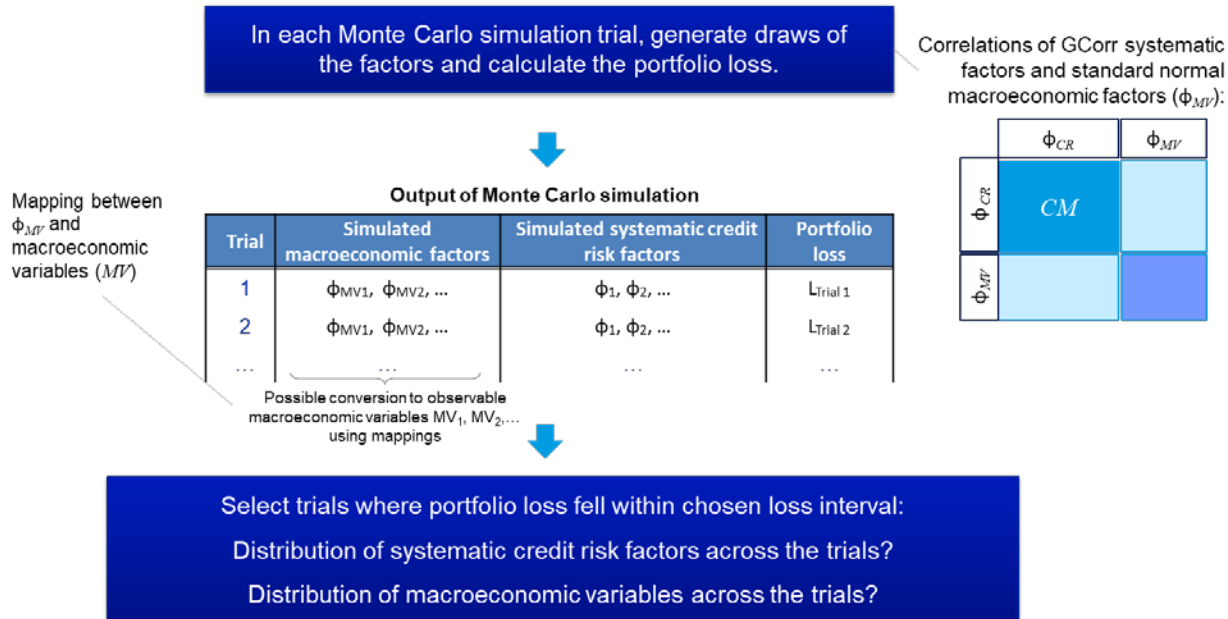 In each Monte Carlo simulation trial, generate draws of
the factors and calculate the portfolio loss.
Correlations of GCorr systematic
factors and standard normal
macroeconomic factors (ϕMV):
ϕCR ϕMV
ϕCR CM
ϕMV
Mapping between
ϕMV and
macroeconomic
variables (MV)
Output of Monte Carlo simulation
Trial Simulated macroeconomic factors Simulated systematic credit risk factors Portfolio loss
1 ϕMV1, ϕMV2, ... ϕ1, ϕ2, ... LTrial 1
2 ϕMV1, ϕMV2, ... ϕ1, ϕ2, ... LTrial 2
... ... ... ...
Possible conversion to observable
macroeconomic variables MV1, MV2,...
using mappings
Select trials where portfolio loss fell within chosen loss interval:
Distribution of systematic credit risk factors across the trials?
Distribution of macroeconomic variables across the trials?